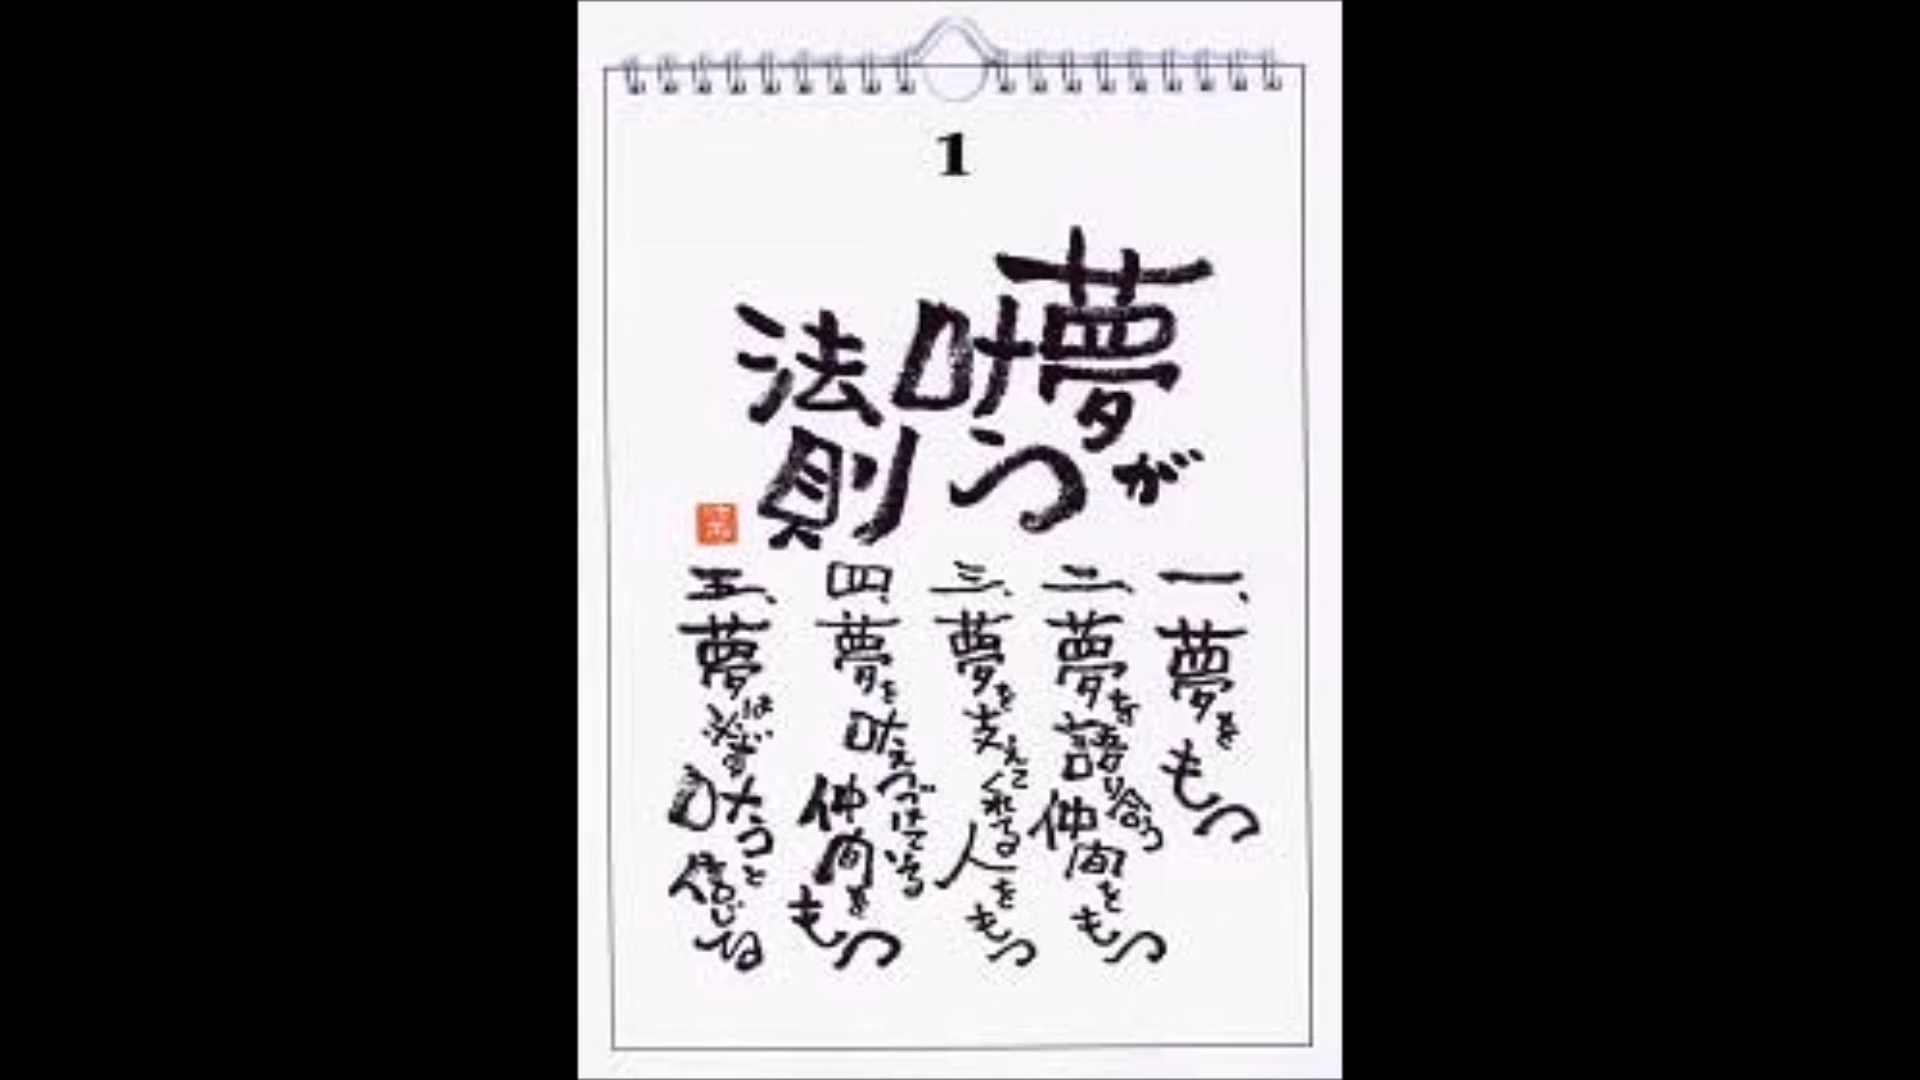 1
夢が
叶う
法則
一、夢をもつ
二、夢を語り合う仲間をもつ
三、夢を支えてくれる人をもつ
四、夢を叶えつづけている仲間をもつ
五、夢は必ず叶うと信じる